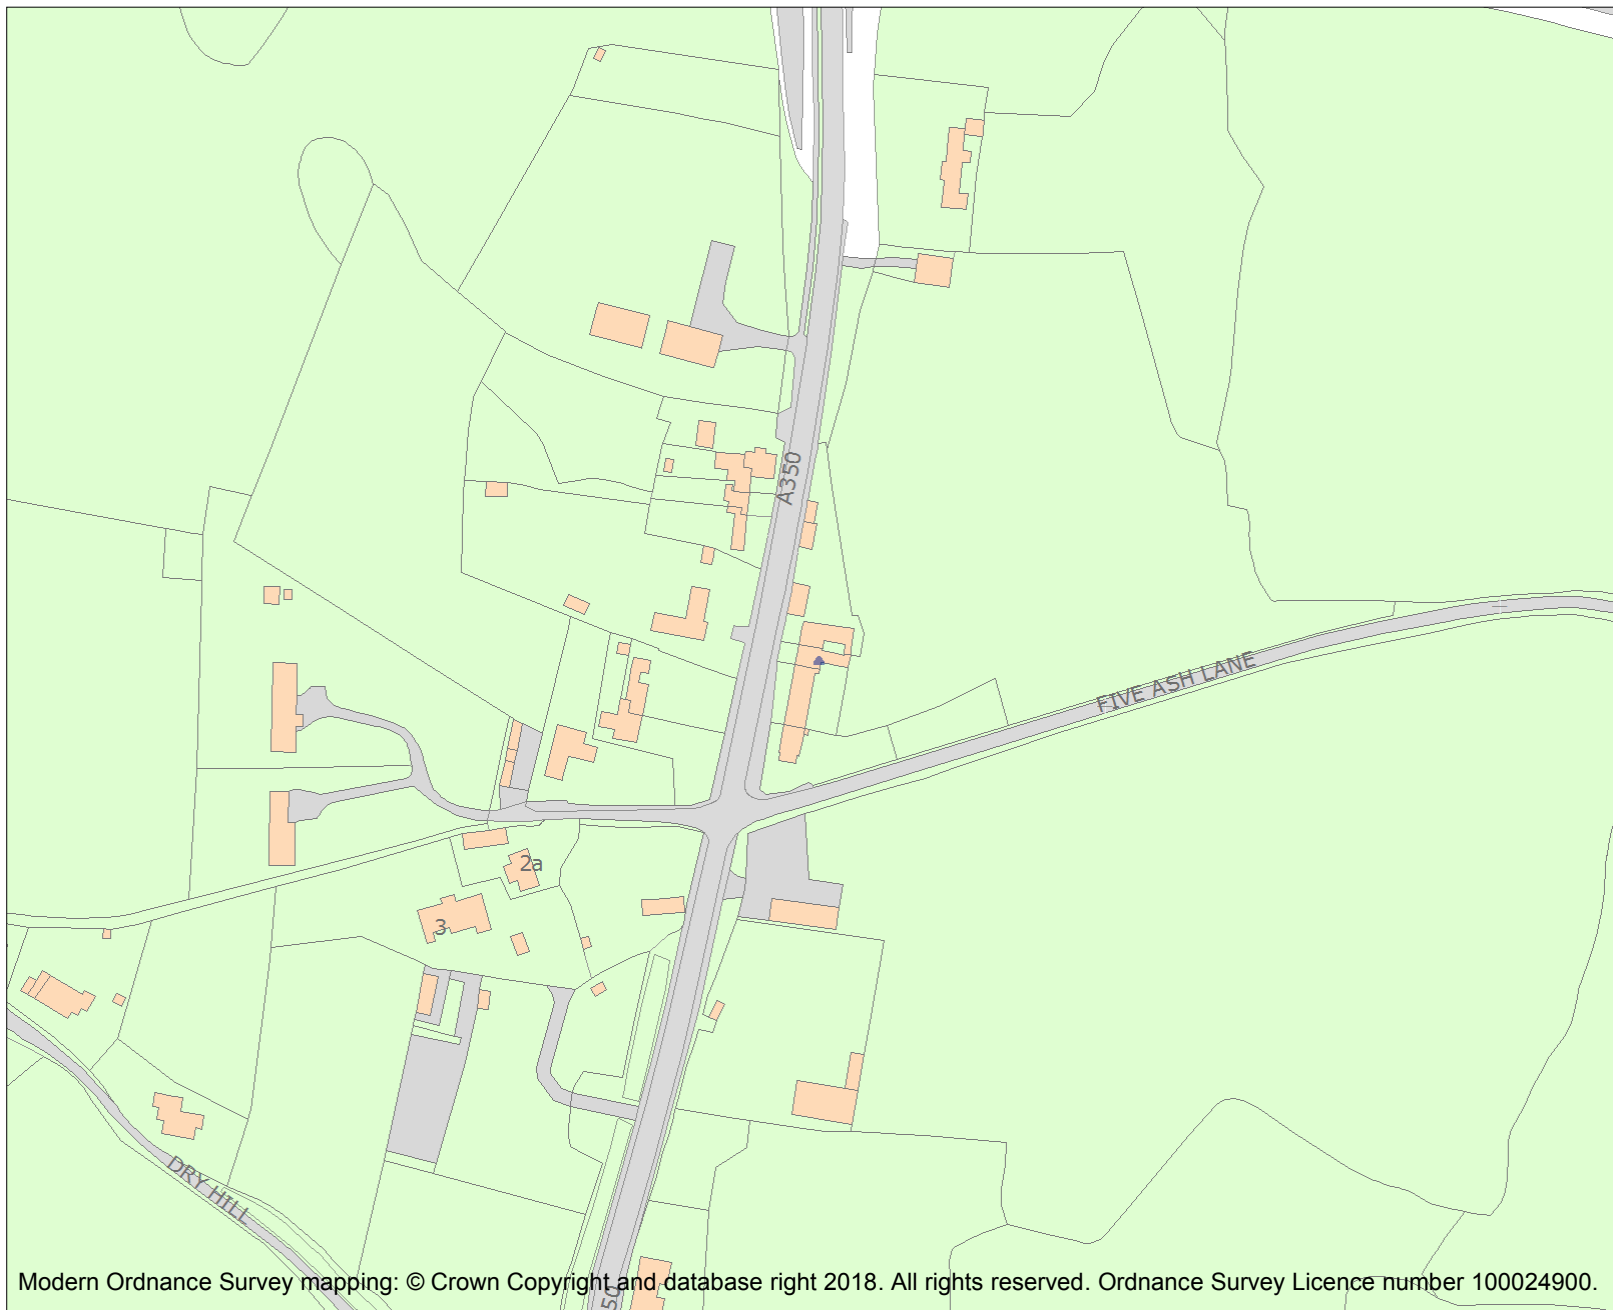 A350
FIVE ASH LANE
2a
3
DRY HILL
50
Modern Ordnance Survey mapping: © Crown Copyright and database right 2018. All rights reserved. Ordnance Survey Licence number 100024900.